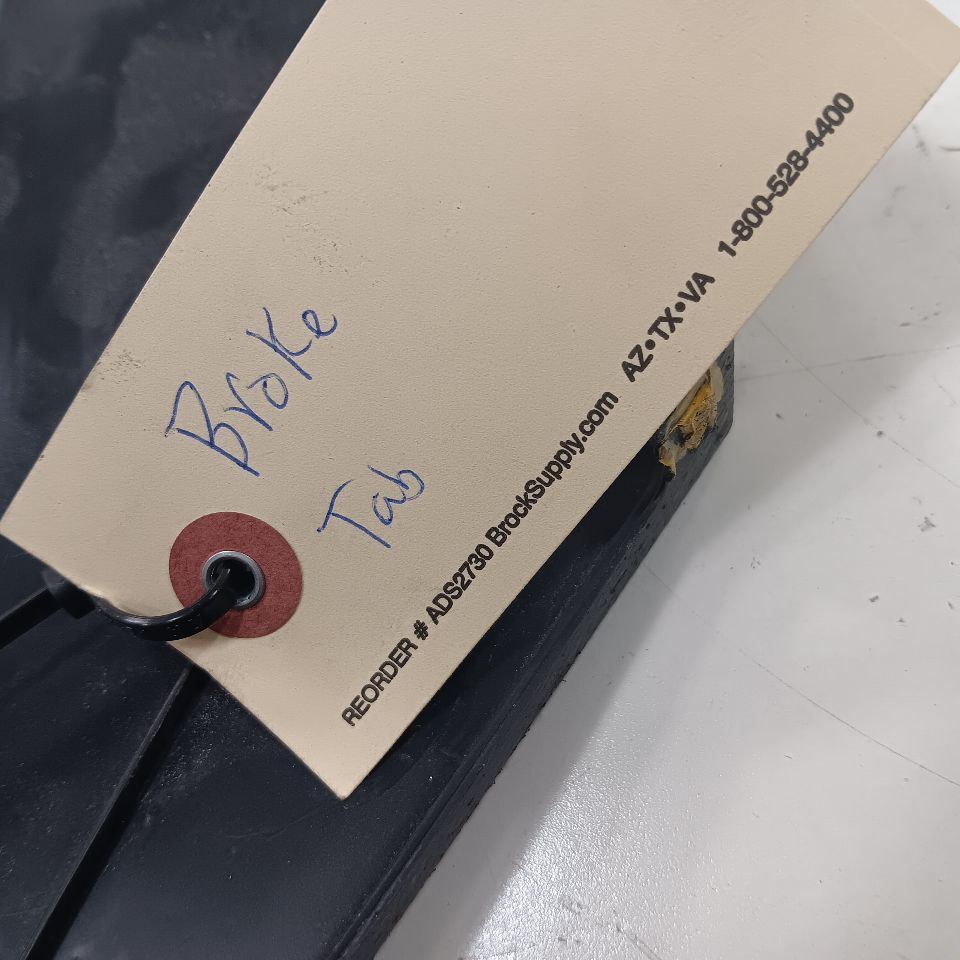 Broke
Tab
REORDER # ADS2730 BrockSupply.com AZ•TX•VA 1-800-528-4400